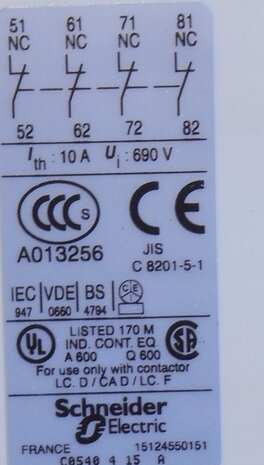 51 61 71 81
NC NC NC NC
52 62 72 82
Ith : 10 A Ui : 690 V
CCC S CE
A013256 JIS
C 8201-5-1
IEC VDE BS
947 0660 4794
UL LISTED 170 M SA
IND. CONT. EQ.
A 600 Q 600
For use only with contactor
LC. D / CA D / LC. F
Schneider
Electric
FRANCE 15124550151
C0540 4 15 A